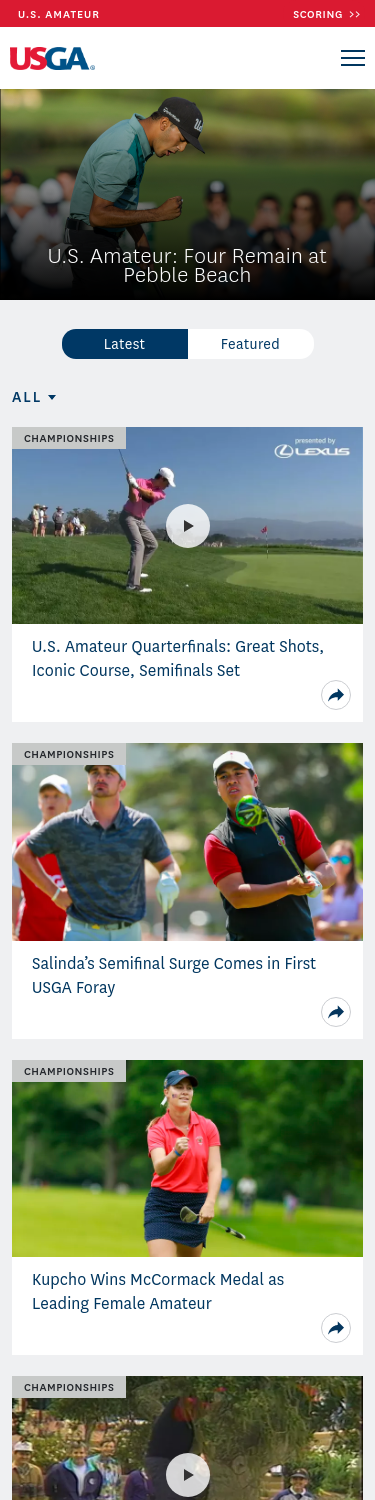 U.S. AMATEUR
SCORING >>
USGA®
U.S. Amateur: Four Remain at
Pebble Beach
Latest
Featured
ALL
CHAMPIONSHIPS
presented by
LEXUS
U.S. Amateur Quarterfinals: Great Shots,
Iconic Course, Semifinals Set
CHAMPIONSHIPS
Salinda’s Semifinal Surge Comes in First
USGA Foray
CHAMPIONSHIPS
Kupcho Wins McCormack Medal as
Leading Female Amateur
CHAMPIONSHIPS